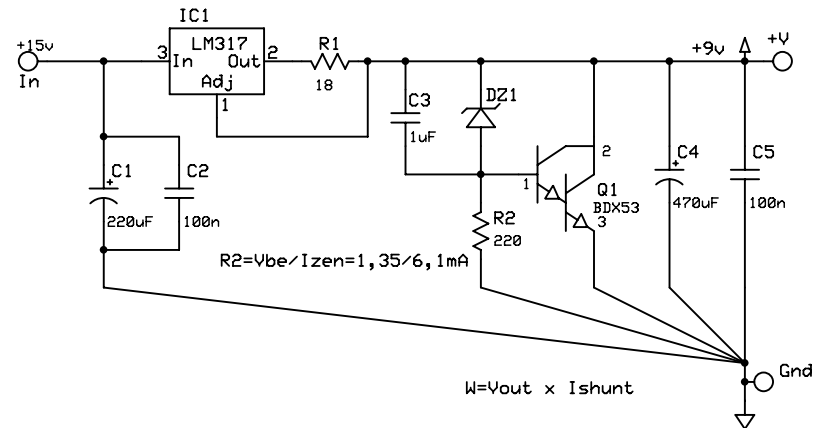 IC1
+15v
In
3
LM317
In
Out
Adj
2
1
R1
18
+9v
+V
C3
1uF
DZ1
C1
+
220uF
C2
100n
1
2
Q1
BDX53
3
C4
+
470uF
C5
100n
R2
220
R2=Vbe/Izen=1,35/6,1mA
W=Vout x Ishunt
Gnd